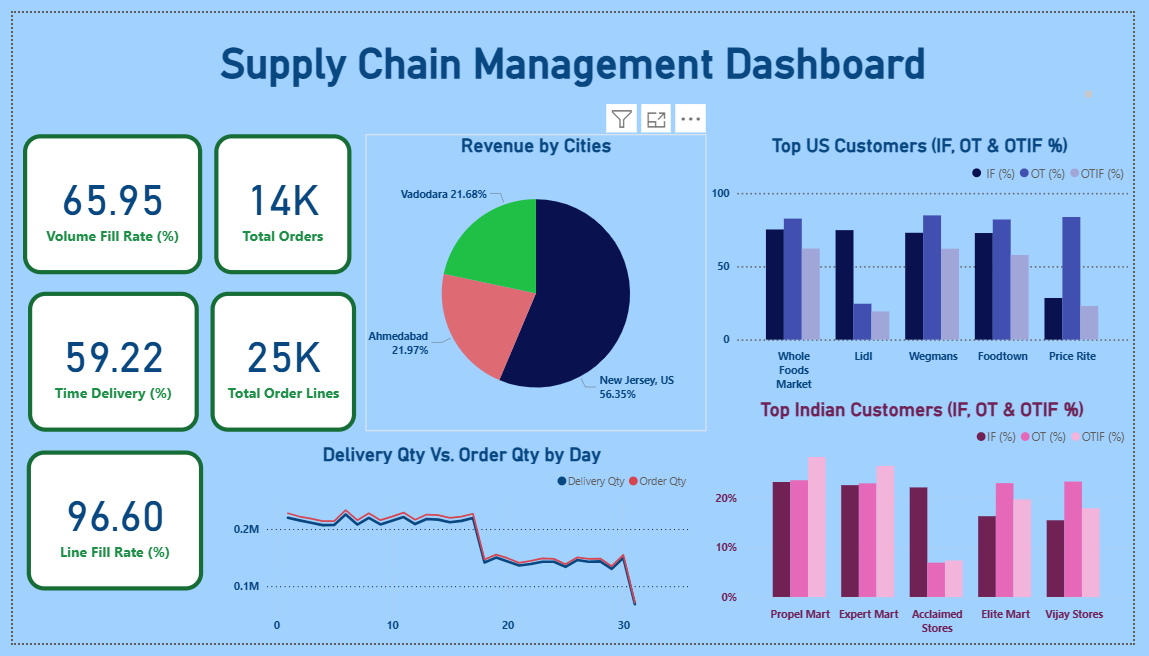 Supply Chain Management Dashboard
65.95
Volume Fill Rate (%)
14K
Total Orders
59.22
Time Delivery (%)
25K
Total Order Lines
96.60
Line Fill Rate (%)
Revenue by Cities
Vadodara 21.68%
Ahmedabad
21.97%
New Jersey, US
56.35%
Delivery Qty Vs. Order Qty by Day
Delivery Qty Order Qty
0.2M
0.1M
0 10 20 30
Top US Customers (IF, OT & OTIF %)
IF (%) OT (%) OTIF (%)
100
50
0
Whole
Foods
Market
Lidl
Wegmans
Foodtown
Price Rite
Top Indian Customers (IF, OT & OTIF %)
IF (%) OT (%) OTIF (%)
20%
10%
0%
Propel Mart
Expert Mart
Acclaimed
Stores
Elite Mart
Vijay Stores